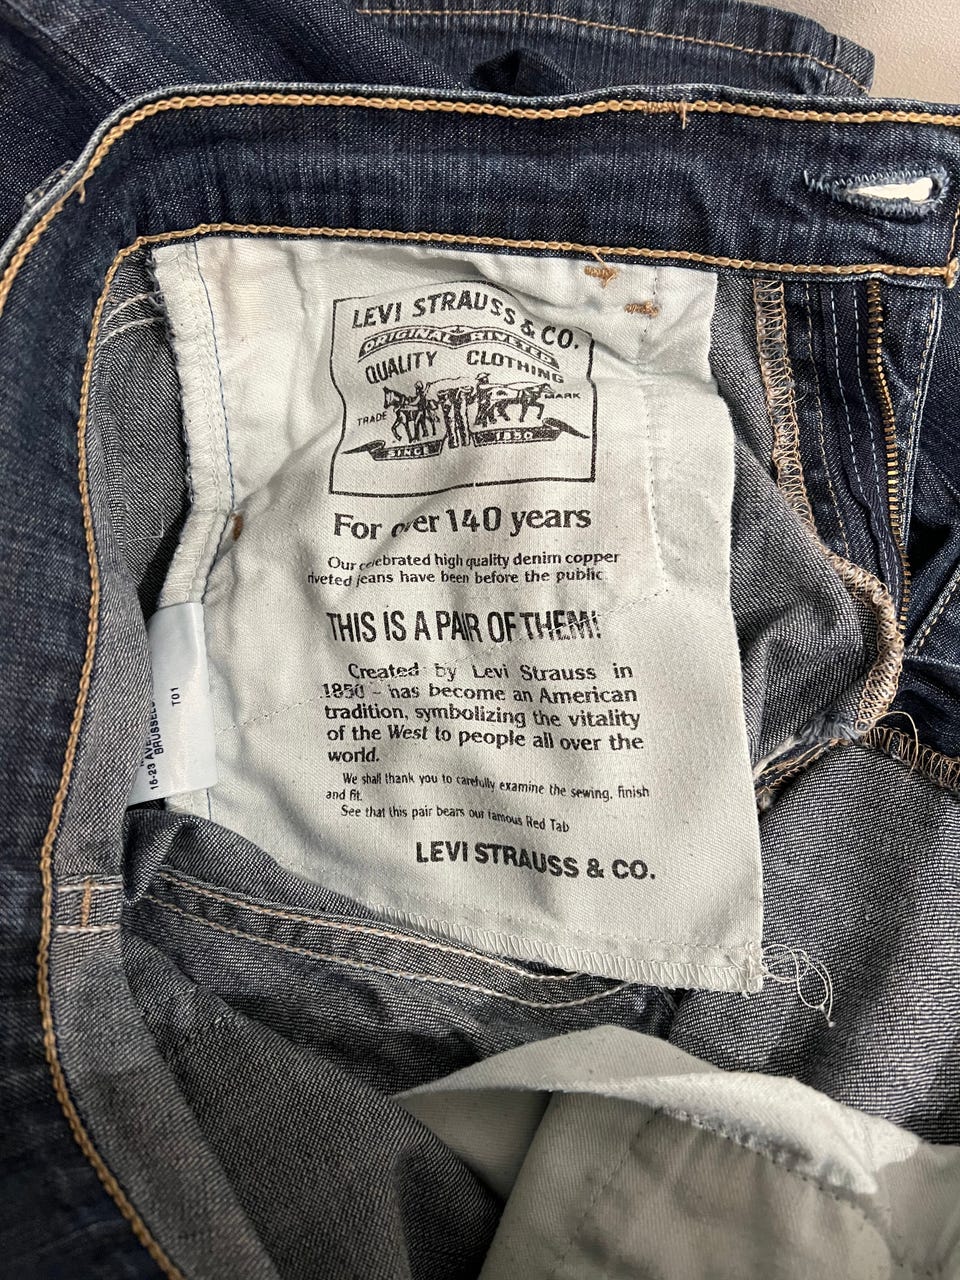 LEVI STRAUSS & CO.
ORIGINAL RIVETED
QUALITY CLOTHING
TRADE MARK
SINCE 1850
For over 140 years
Our celebrated high quality denim copper
riveted jeans have been before the public
THIS IS A PAIR OF THEM!
Created by Levi Strauss in
1850 - has become an American
tradition, symbolizing the vitality
of the West to people all over the
world.
We shall thank you to carefully examine the sewing, finish
and fit.
See that this pair bears our famous Red Tab
LEVI STRAUSS & CO.
16-23 AVE
BRUSSELS
T01